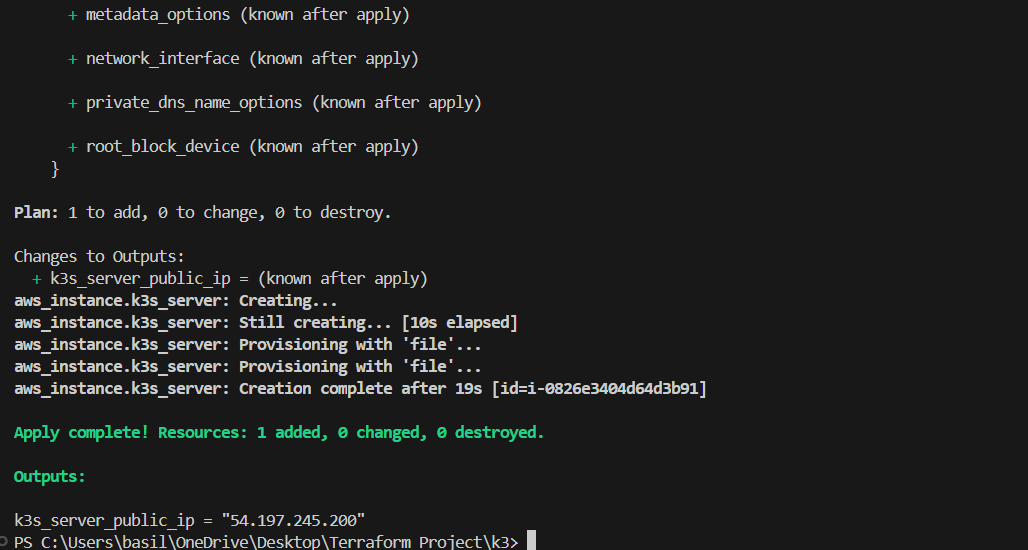 + metadata_options (known after apply)
+ network_interface (known after apply)
+ private_dns_name_options (known after apply)
+ root_block_device (known after apply)
}
Plan: 1 to add, 0 to change, 0 to destroy.
Changes to Outputs:
+ k3s_server_public_ip = (known after apply)
aws_instance.k3s_server: Creating...
aws_instance.k3s_server: Still creating... [10s elapsed]
aws_instance.k3s_server: Provisioning with 'file'...
aws_instance.k3s_server: Provisioning with 'file'...
aws_instance.k3s_server: Creation complete after 19s [id=i-0826e3404d64d3b91]
Apply complete! Resources: 1 added, 0 changed, 0 destroyed.
Outputs:
k3s_server_public_ip = "54.197.245.200"
PS C:\Users\basil\OneDrive\Desktop\Terraform Project\k3>